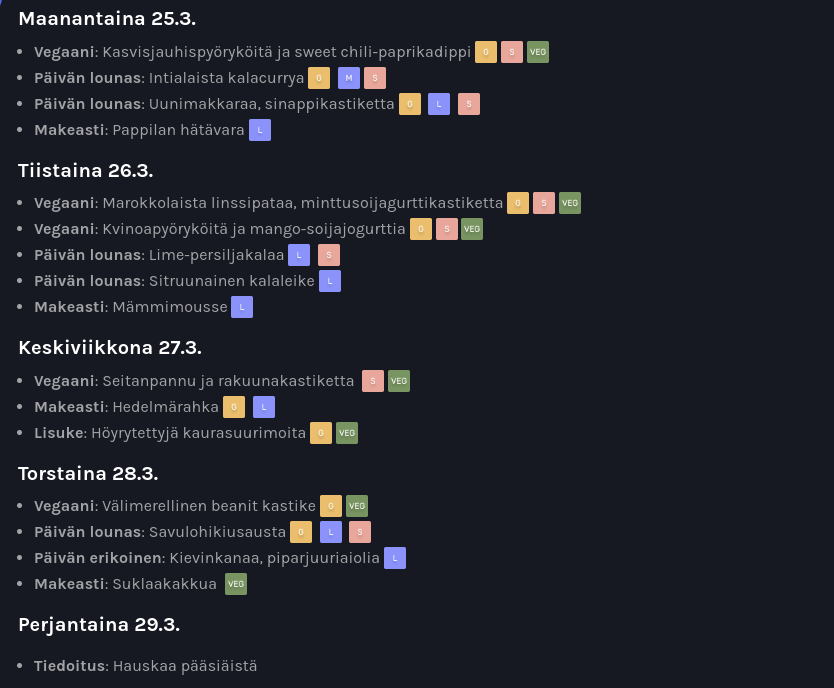 Maanantaina 25.3.
Vegaani: Kasvisjauhispyöryköitä ja sweet chili-paprikadippi G S VEG
Päivän lounas: Intialaista kalacurrya G M S
Päivän lounas: Uunimakkaraa, sinappikastiketta G L S
Makeasti: Pappilan hätävara L
Tiistaina 26.3.
Vegaani: Marokkolaista linssipataa, minttusoijagurttikastiketta G S VEG
Vegaani: Kvinoapyöryköitä ja mango-soijajogurttia G S VEG
Päivän lounas: Lime-persiljakalaa L S
Päivän lounas: Sitruunainen kalaleike L
Makeasti: Mämmimousse L
Keskiviikkona 27.3.
Vegaani: Seitanpannu ja rakuunakastiketta S VEG
Makeasti: Hedelmärahka G L
Lisuke: Höyrytettyjä kaurasuurimoita G VEG
Torstaina 28.3.
Vegaani: Välimerellinen beanit kastike G VEG
Päivän lounas: Savulohikiusausta G L S
Päivän erikoinen: Kievinkanaa, piparjuuriaiolia L
Makeasti: Suklaakakkua VEG
Perjantaina 29.3.
Tiedoitus: Hauskaa pääsiäistä